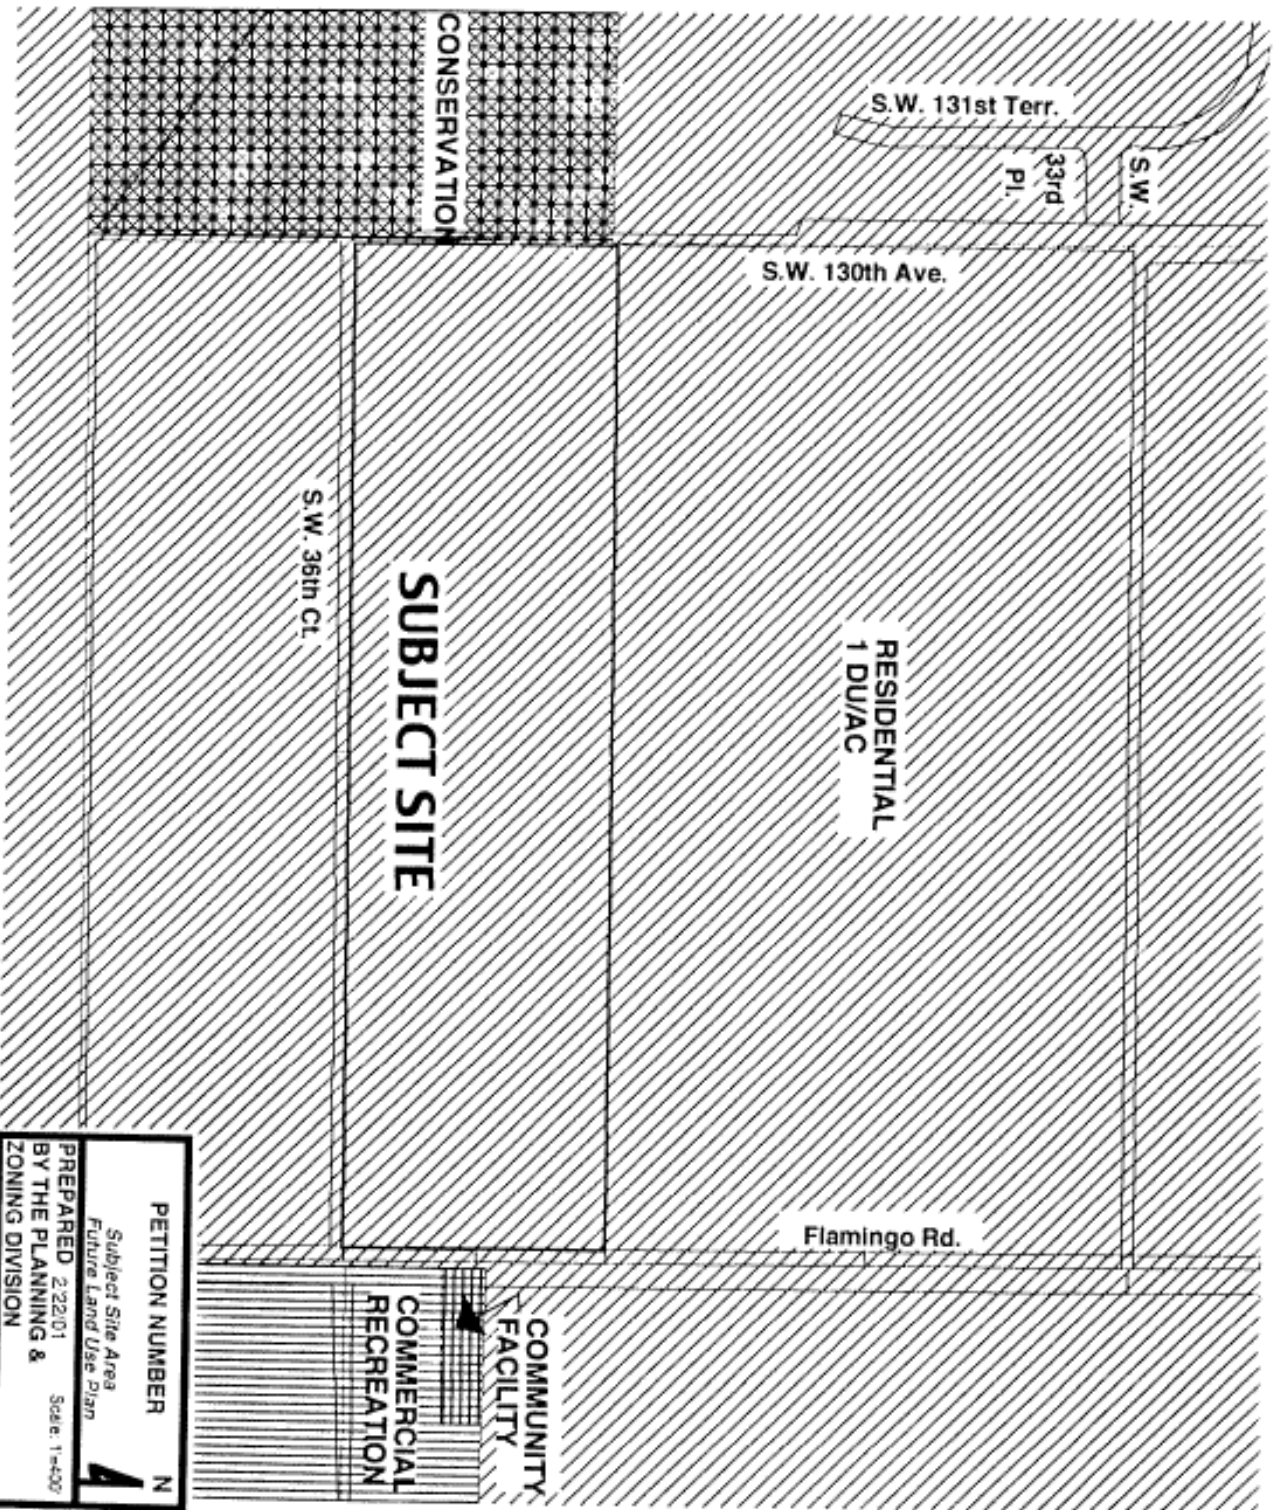 CONSERVATION
S.W. 131st Terr.
33rd
Pl.
S.W.
S.W. 130th Ave.
S.W. 36th Ct.
SUBJECT SITE
RESIDENTIAL
1 DU/AC
Flamingo Rd.
COMMUNITY
FACILITY
COMMERCIAL
RECREATION
PETITION NUMBER
N
Subject Site Area
Future Land Use Plan
PREPARED 2/22/01 Scale: 1"=400'
BY THE PLANNING &
ZONING DIVISION